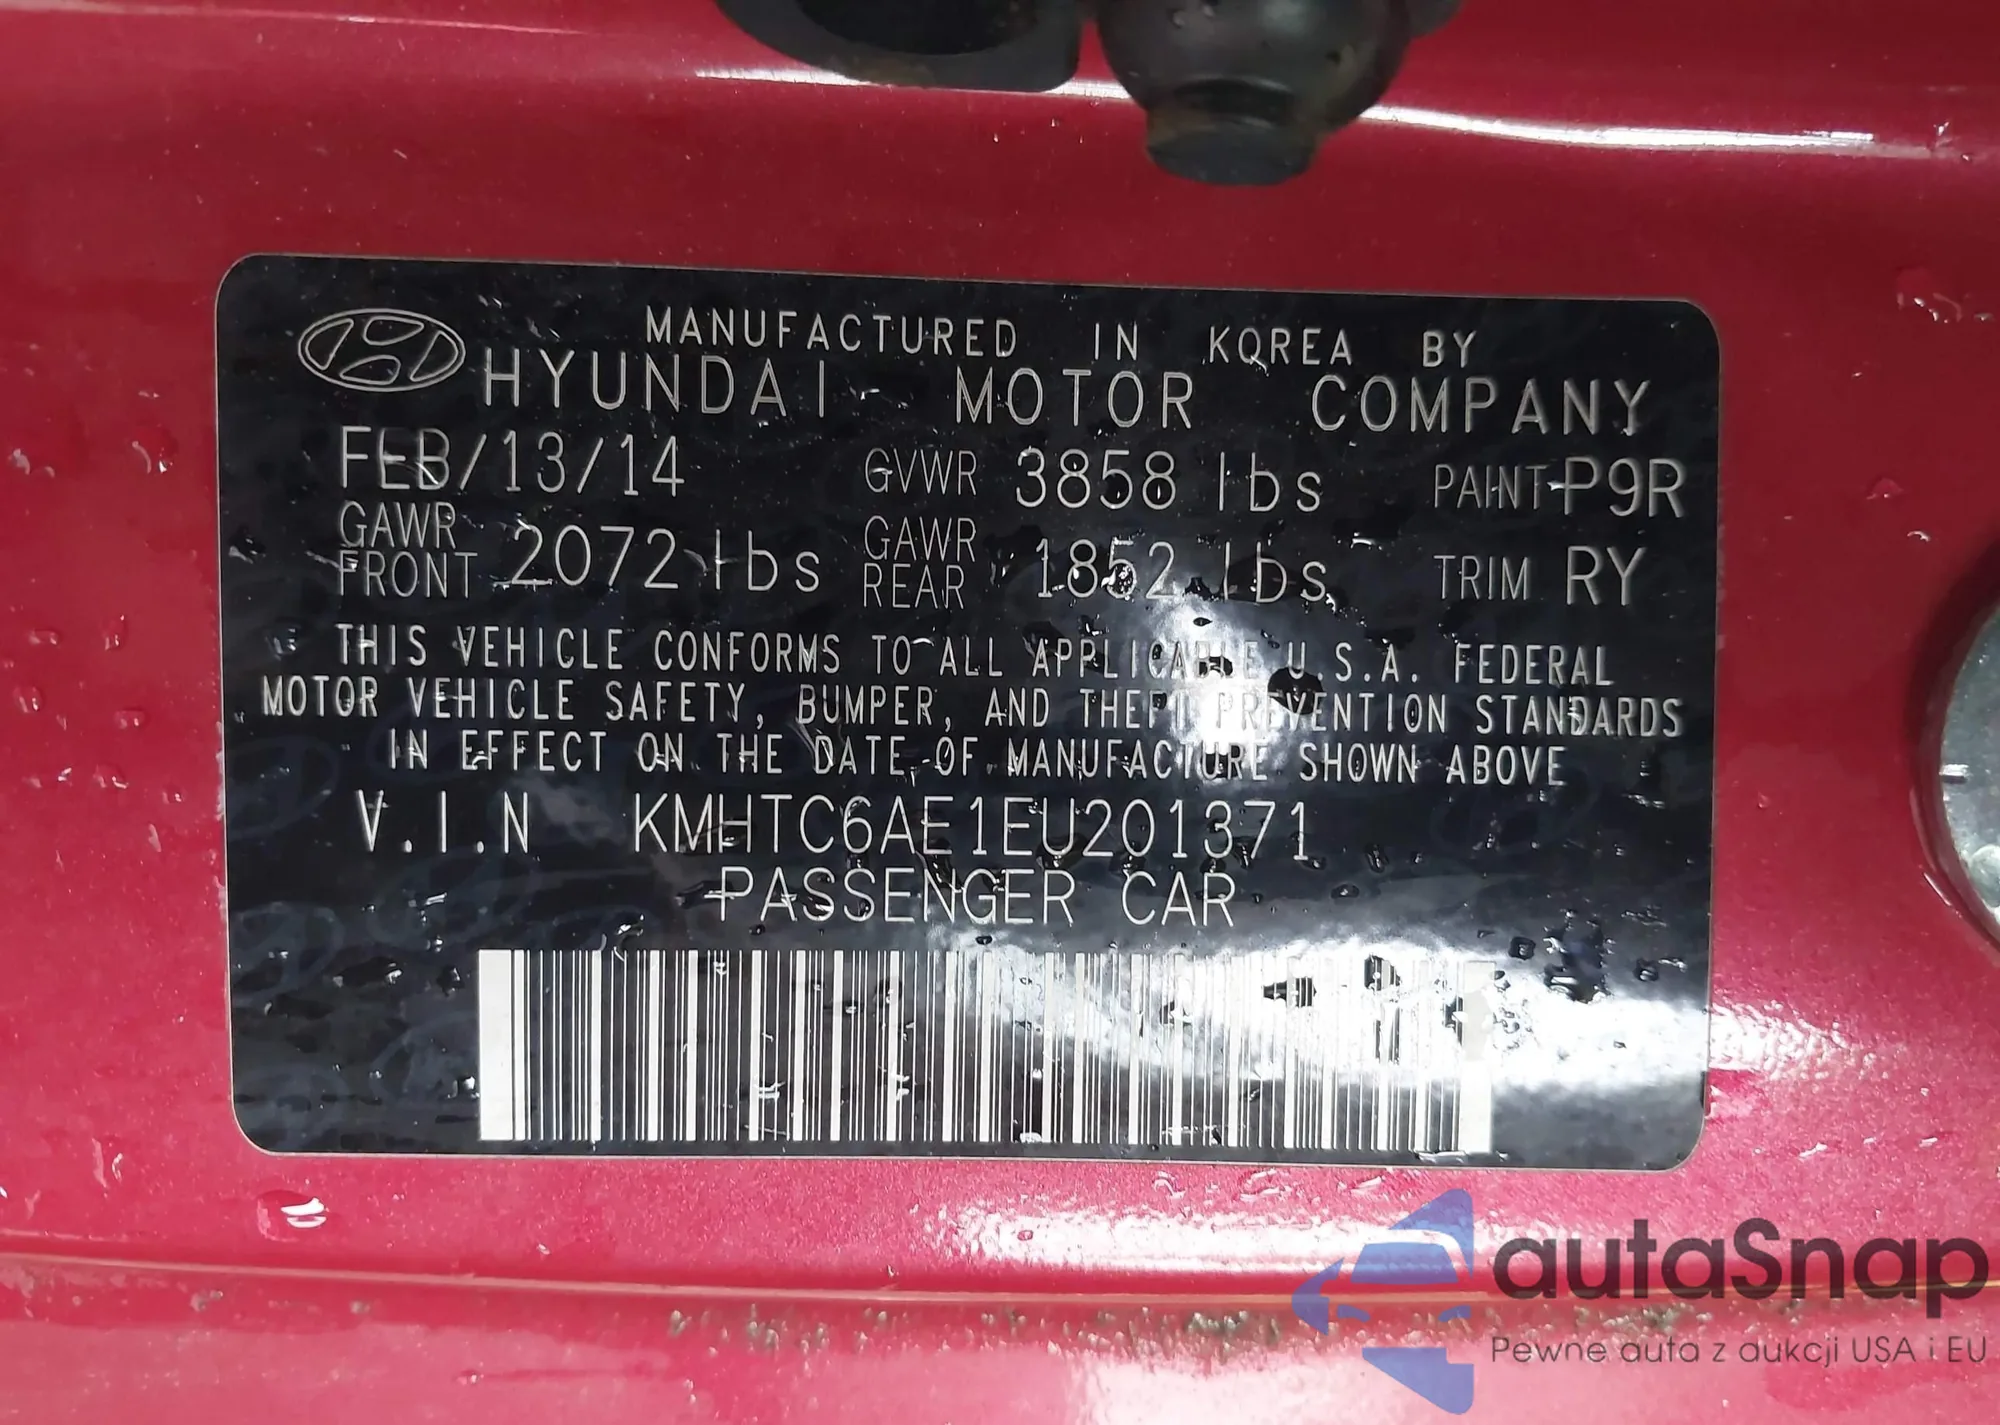 MANUFACTURED IN KOREA BY
HYUNDAI MOTOR COMPANY
FEB/13/14 GVWR 3858 lbs PAINT P9R
GAWR FRONT 2072 lbs GAWR REAR 1852 lbs TRIM RY
THIS VEHICLE CONFORMS TO ALL APPLICABLE U.S.A. FEDERAL
MOTOR VEHICLE SAFETY, BUMPER, AND THEFT PREVENTION STANDARDS
IN EFFECT ON THE DATE OF MANUFACTURE SHOWN ABOVE
V.I.N KMHTC6AE1EU201371
PASSENGER CAR
autaSnap
Pewne auta z aukcji USA i EU